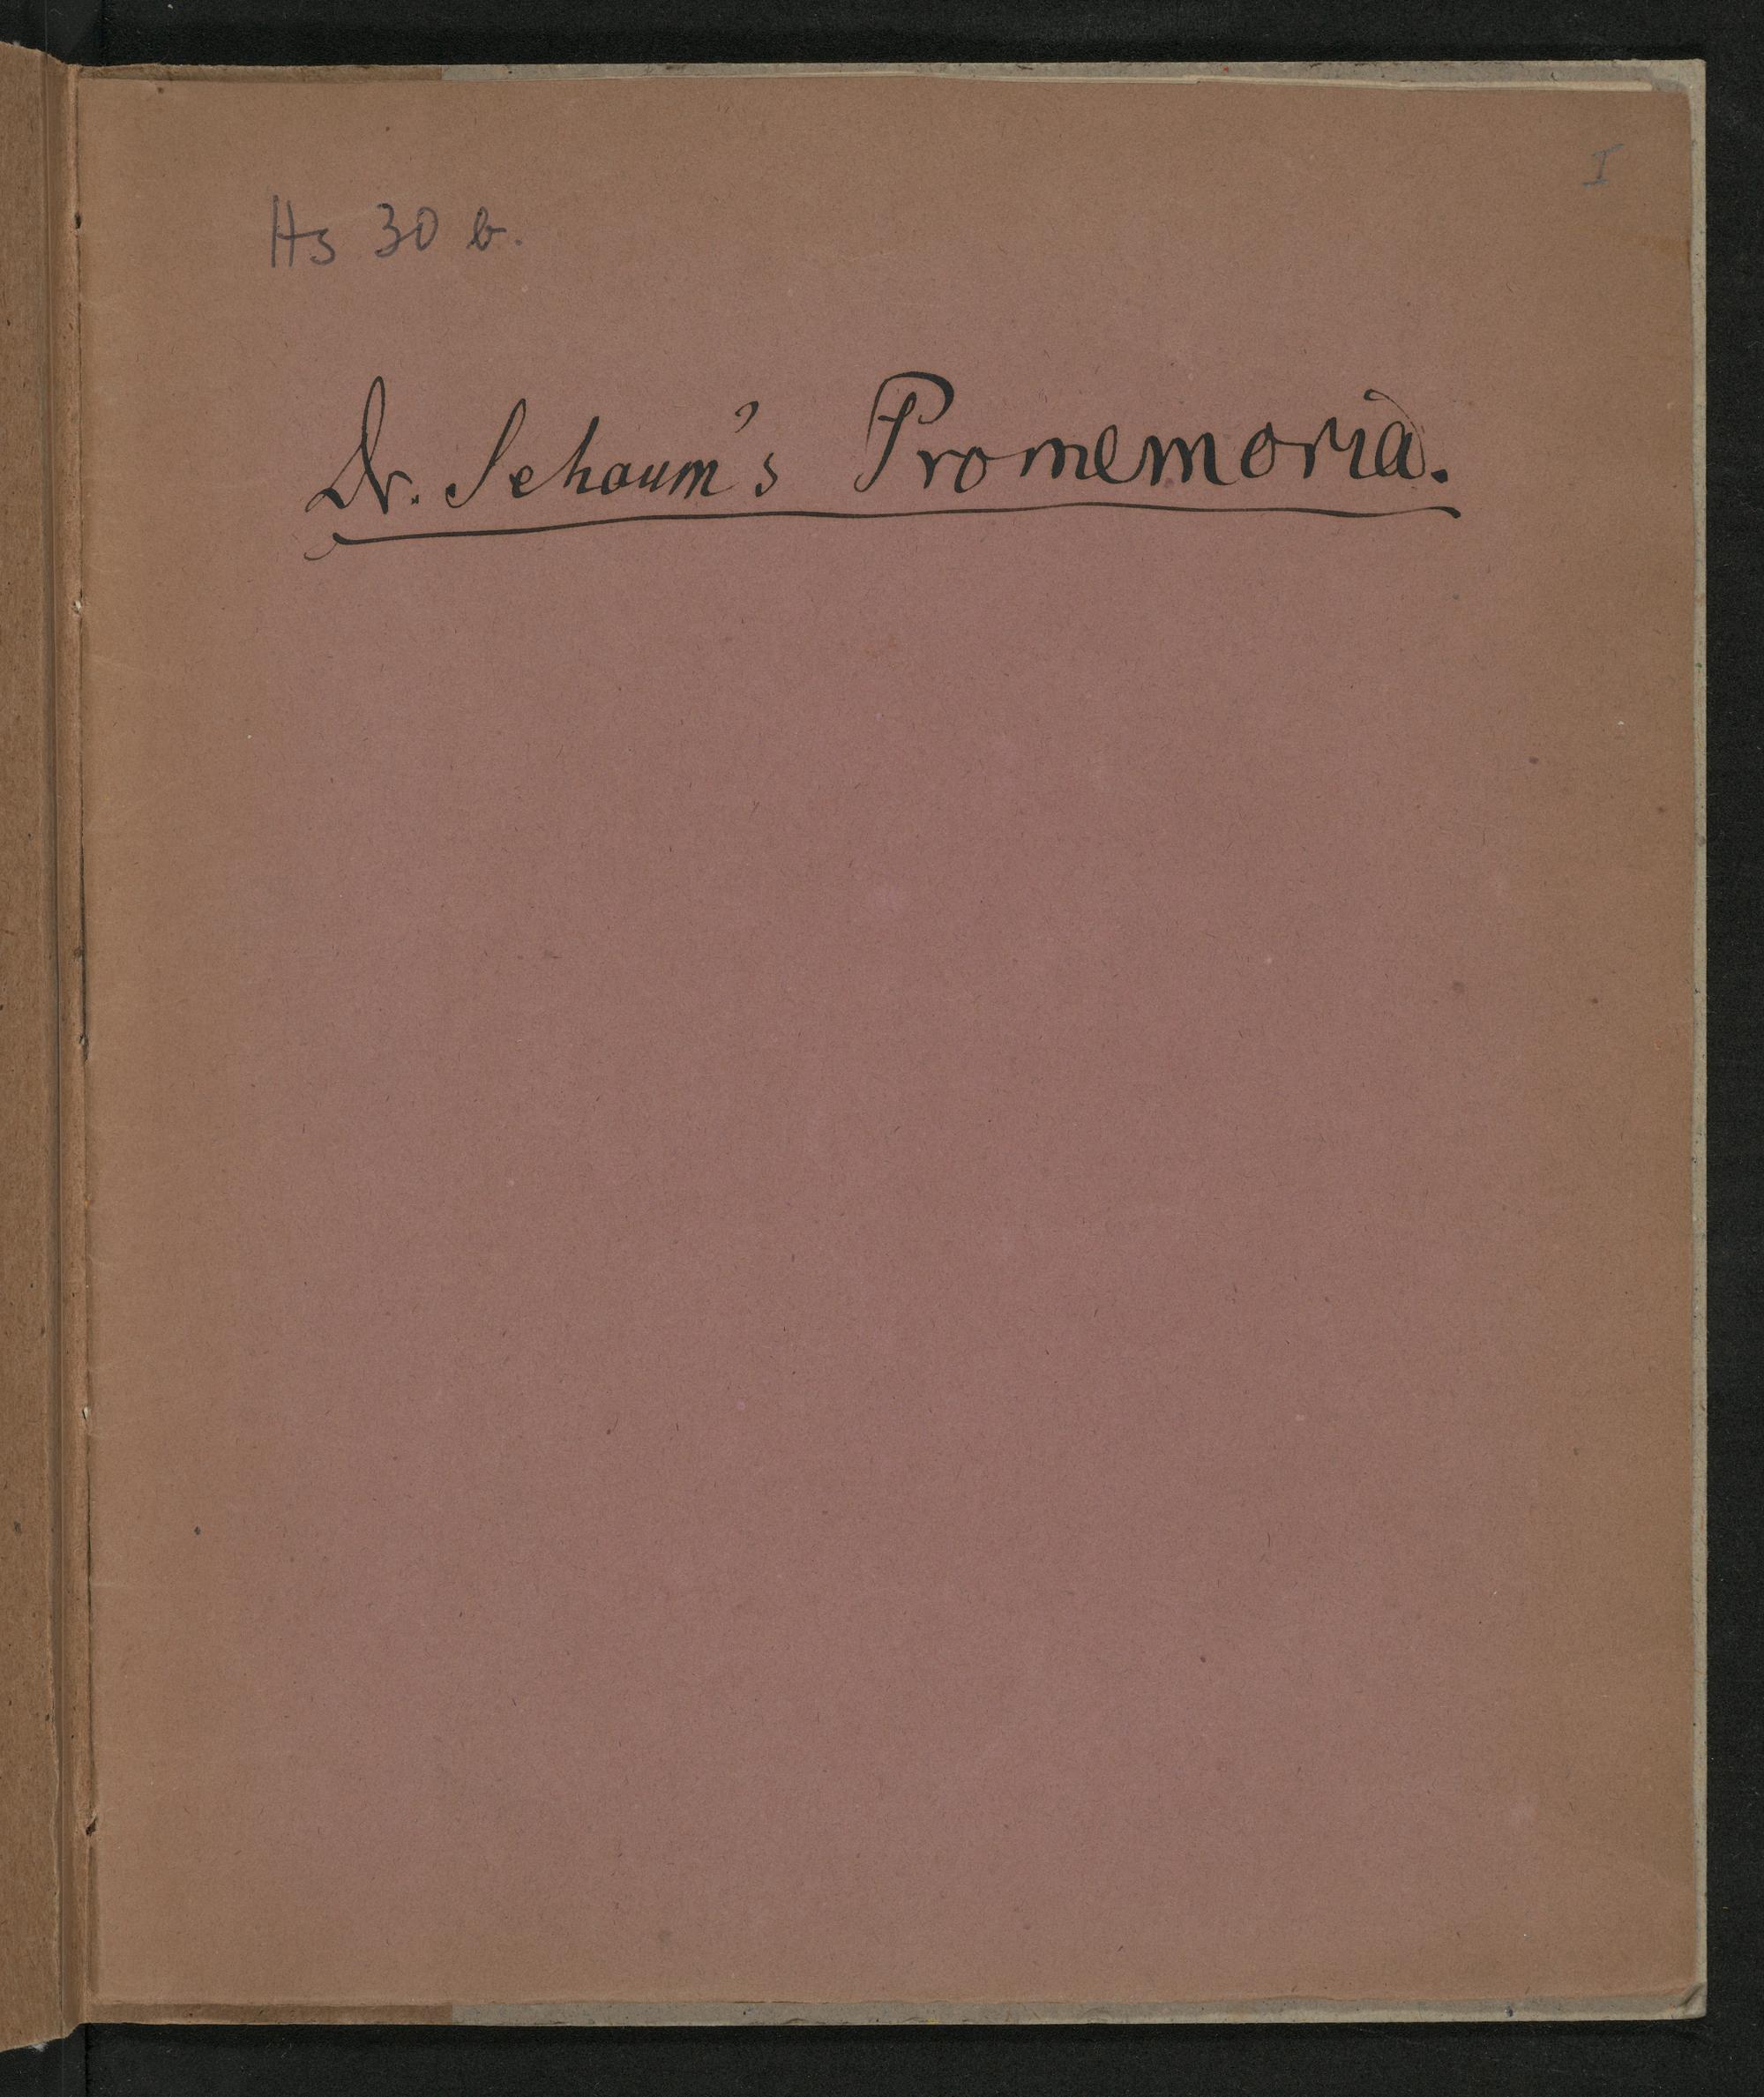 I
Hs 30 b.
Dr. Schaum's Promemoria.